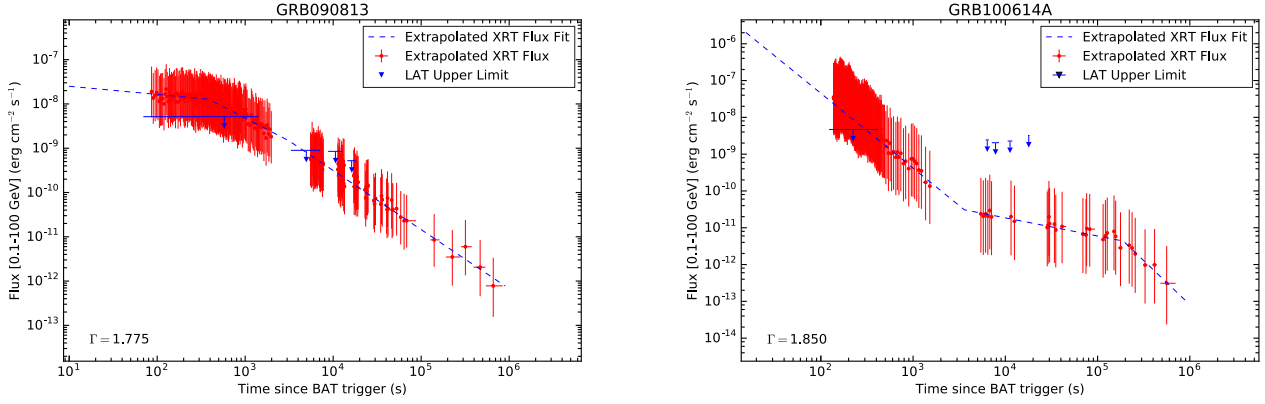 GRB090813
10⁻⁷
10⁻⁸
10⁻⁹
10⁻¹⁰
10⁻¹¹
10⁻¹²
10⁻¹³
Flux [0.1-100 GeV] (erg cm⁻² s⁻¹)
Extrapolated XRT Flux Fit
Extrapolated XRT Flux
LAT Upper Limit
Γ = 1.775
10¹ 10² 10³ 10⁴ 10⁵ 10⁶
Time since BAT trigger (s)
GRB100614A
10⁻⁶
10⁻⁷
10⁻⁸
10⁻⁹
10⁻¹⁰
10⁻¹¹
10⁻¹²
10⁻¹³
10⁻¹⁴
Flux [0.1-100 GeV] (erg cm⁻² s⁻¹)
Extrapolated XRT Flux Fit
Extrapolated XRT Flux
LAT Upper Limit
Γ = 1.850
10² 10³ 10⁴ 10⁵ 10⁶
Time since BAT trigger (s)